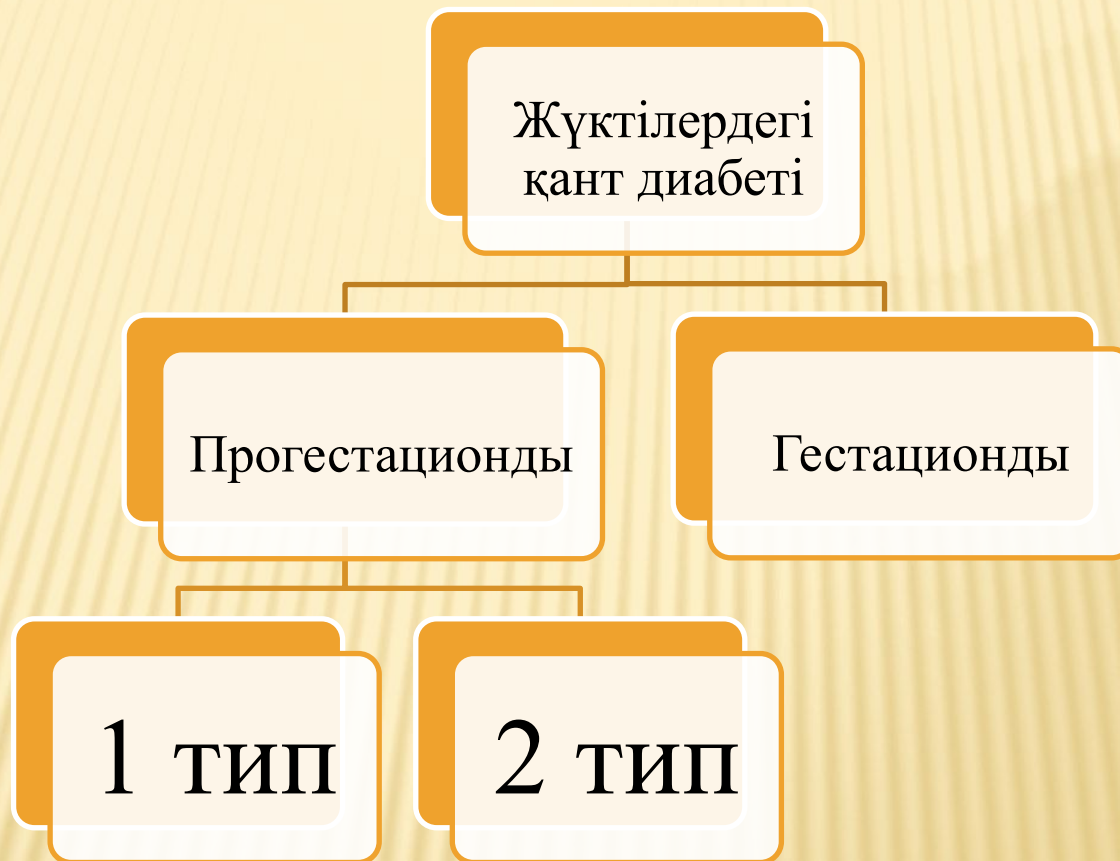 Жүктілердегі
қант диабеті
Прогестационды
Гестационды
1 тип
2 тип